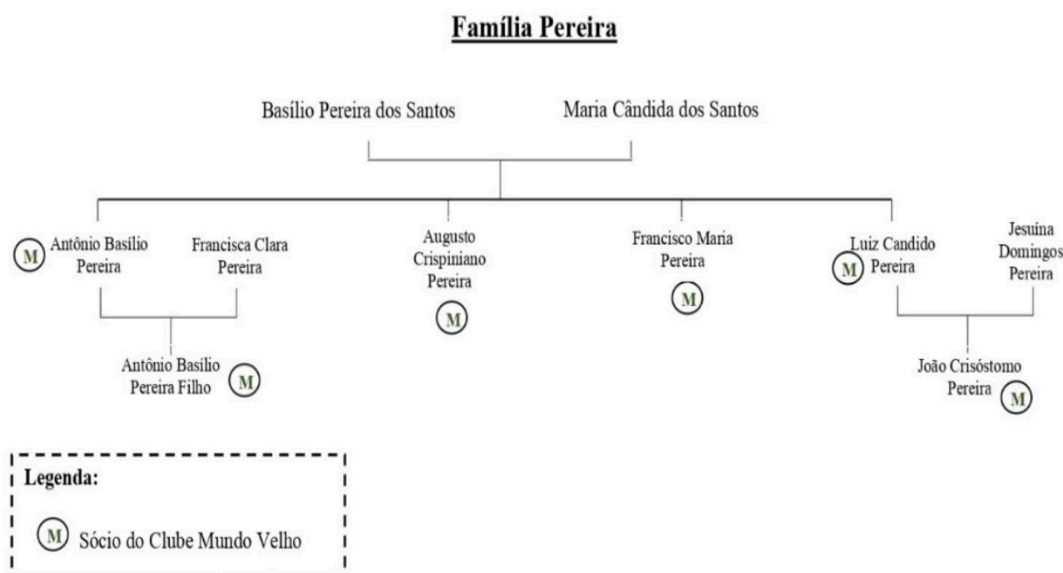 Família Pereira
Basílio Pereira dos Santos
Maria Cândida dos Santos
M
Antônio Basílio
Pereira
Francisca Clara
Pereira
Augusto
Crispiniano
Pereira
M
Francisco Maria
Pereira
M
M
Luiz Candido
Pereira
Jesuína
Domingos
Pereira
Antônio Basílio
Pereira Filho
M
João Crisóstomo
Pereira
M
Legenda:
M Sócio do Clube Mundo Velho